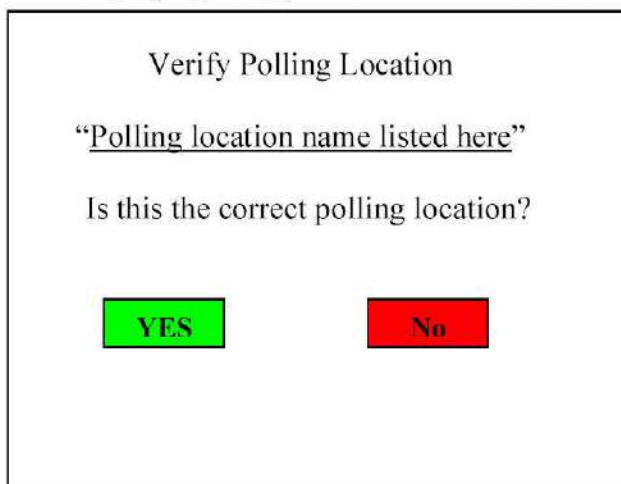 Verify Polling Location
“Polling location name listed here”
Is this the correct polling location?
YES No